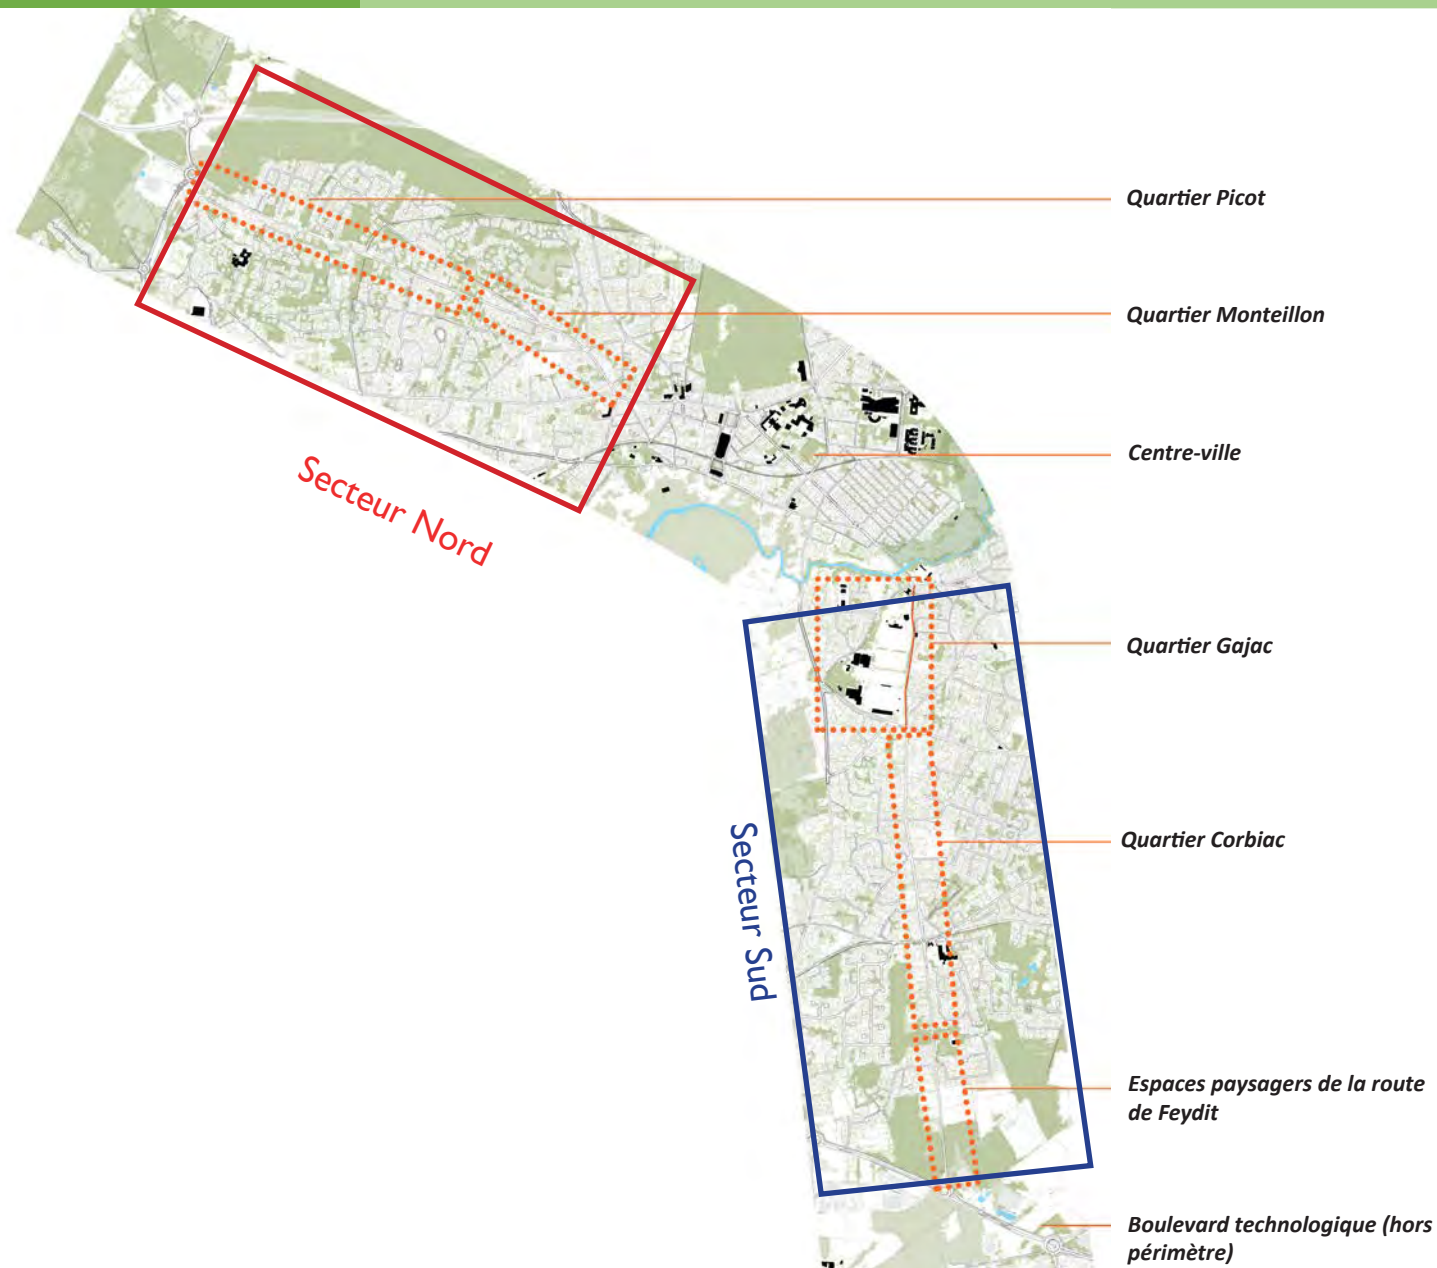 Quartier Picot
Quartier Monteillon
Centre-ville
Secteur Nord
Quartier Gajac
Quartier Corbiac
Secteur Sud
Espaces paysagers de la route
de Feydit
Boulevard technologique (hors
périmètre)